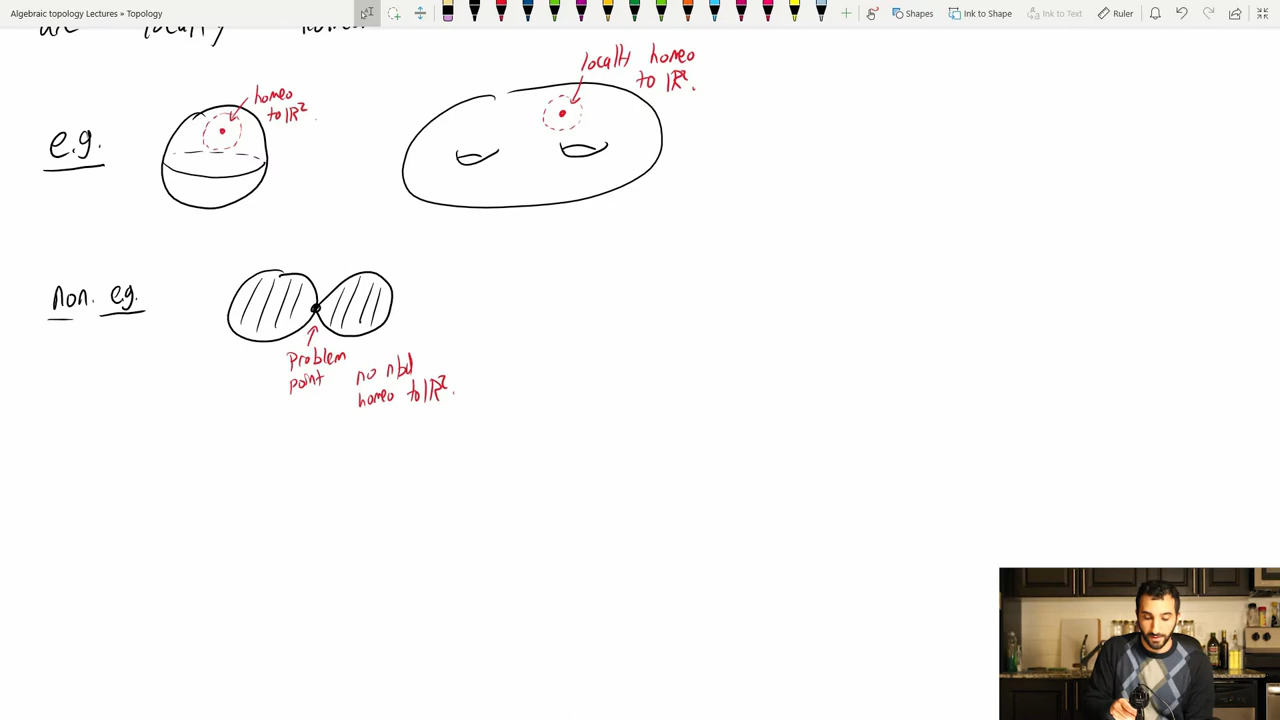 Algebraic topology Lectures » Topology
Shapes
Ink to Shape
Ink to Text
Ruler
locally
homeo
to ℝ²
locally homeo
to ℝ².
e.g.
non. e.g.
Problem
point
no nbd
homeo to ℝ².